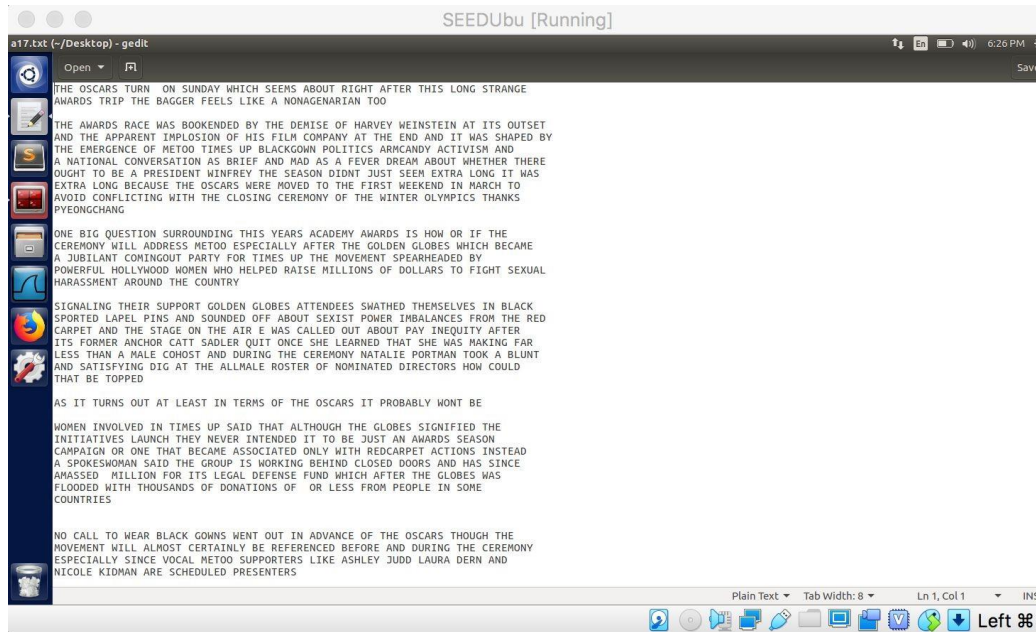 SEEDUbu [Running]
a17.txt (~/Desktop) - gedit
En
6:26 PM
Open
Save
THE OSCARS TURN  ON SUNDAY WHICH SEEMS ABOUT RIGHT AFTER THIS LONG STRANGE
AWARDS TRIP THE BAGGER FEELS LIKE A NONAGENARIAN TOO
THE AWARDS RACE WAS BOOKENDED BY THE DEMISE OF HARVEY WEINSTEIN AT ITS OUTSET
AND THE APPARENT IMPLOSION OF HIS FILM COMPANY AT THE END AND IT WAS SHAPED BY
THE EMERGENCE OF METOO TIMES UP BLACKGOWN POLITICS ARMCANDY ACTIVISM AND
A NATIONAL CONVERSATION AS BRIEF AND MAD AS A FEVER DREAM ABOUT WHETHER THERE
OUGHT TO BE A PRESIDENT WINFREY THE SEASON DIDNT JUST SEEM EXTRA LONG IT WAS
EXTRA LONG BECAUSE THE OSCARS WERE MOVED TO THE FIRST WEEKEND IN MARCH TO
AVOID CONFLICTING WITH THE CLOSING CEREMONY OF THE WINTER OLYMPICS THANKS
PYEONGCHANG
ONE BIG QUESTION SURROUNDING THIS YEARS ACADEMY AWARDS IS HOW OR IF THE
CEREMONY WILL ADDRESS METOO ESPECIALLY AFTER THE GOLDEN GLOBES WHICH BECAME
A JUBILANT COMINGOUT PARTY FOR TIMES UP THE MOVEMENT SPEARHEADED BY
POWERFUL HOLLYWOOD WOMEN WHO HELPED RAISE MILLIONS OF DOLLARS TO FIGHT SEXUAL
HARASSMENT AROUND THE COUNTRY
SIGNALING THEIR SUPPORT GOLDEN GLOBES ATTENDEES SWATHED THEMSELVES IN BLACK
SPORTED LAPEL PINS AND SOUNDED OFF ABOUT SEXIST POWER IMBALANCES FROM THE RED
CARPET AND THE STAGE ON THE AIR E WAS CALLED OUT ABOUT PAY INEQUITY AFTER
ITS FORMER ANCHOR CATT SADLER QUIT ONCE SHE LEARNED THAT SHE WAS MAKING FAR
LESS THAN A MALE COHOST AND DURING THE CEREMONY NATALIE PORTMAN TOOK A BLUNT
AND SATISFYING DIG AT THE ALLMALE ROSTER OF NOMINATED DIRECTORS HOW COULD
THAT BE TOPPED
AS IT TURNS OUT AT LEAST IN TERMS OF THE OSCARS IT PROBABLY WONT BE
WOMEN INVOLVED IN TIMES UP SAID THAT ALTHOUGH THE GLOBES SIGNIFIED THE
INITIATIVES LAUNCH THEY NEVER INTENDED IT TO BE JUST AN AWARDS SEASON
CAMPAIGN OR ONE THAT BECAME ASSOCIATED ONLY WITH REDCARPET ACTIONS INSTEAD
A SPOKESWOMAN SAID THE GROUP IS WORKING BEHIND CLOSED DOORS AND HAS SINCE
AMASSED  MILLION FOR ITS LEGAL DEFENSE FUND WHICH AFTER THE GLOBES WAS
FLOODED WITH THOUSANDS OF DONATIONS OF  OR LESS FROM PEOPLE IN SOME
COUNTRIES
NO CALL TO WEAR BLACK GOWNS WENT OUT IN ADVANCE OF THE OSCARS THOUGH THE
MOVEMENT WILL ALMOST CERTAINLY BE REFERENCED BEFORE AND DURING THE CEREMONY
ESPECIALLY SINCE VOCAL METOO SUPPORTERS LIKE ASHLEY JUDD LAURA DERN AND
NICOLE KIDMAN ARE SCHEDULED PRESENTERS
Plain Text
Tab Width: 8
Ln 1, Col 1
INS
Left ⌘